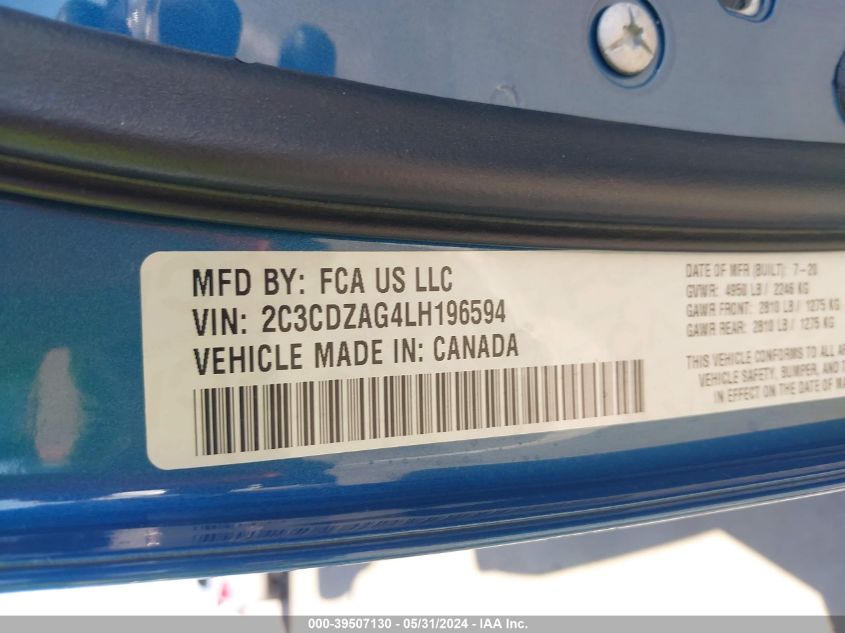 MFD BY: FCA US LLC
VIN: 2C3CDZAG4LH196594
VEHICLE MADE IN: CANADA
DATE OF MFR (BUILT): 7-20
GVWR: 4950 LB / 2246 KG
GAWR FRONT: 2810 LB / 1275 KG
GAWR REAR: 2810 LB / 1275 KG
THIS VEHICLE CONFORMS TO ALL
VEHICLE SAFETY, BUMPER, AND
IN EFFECT ON THE DATE OF
000-39507130 - 05/31/2024 - IAA Inc.